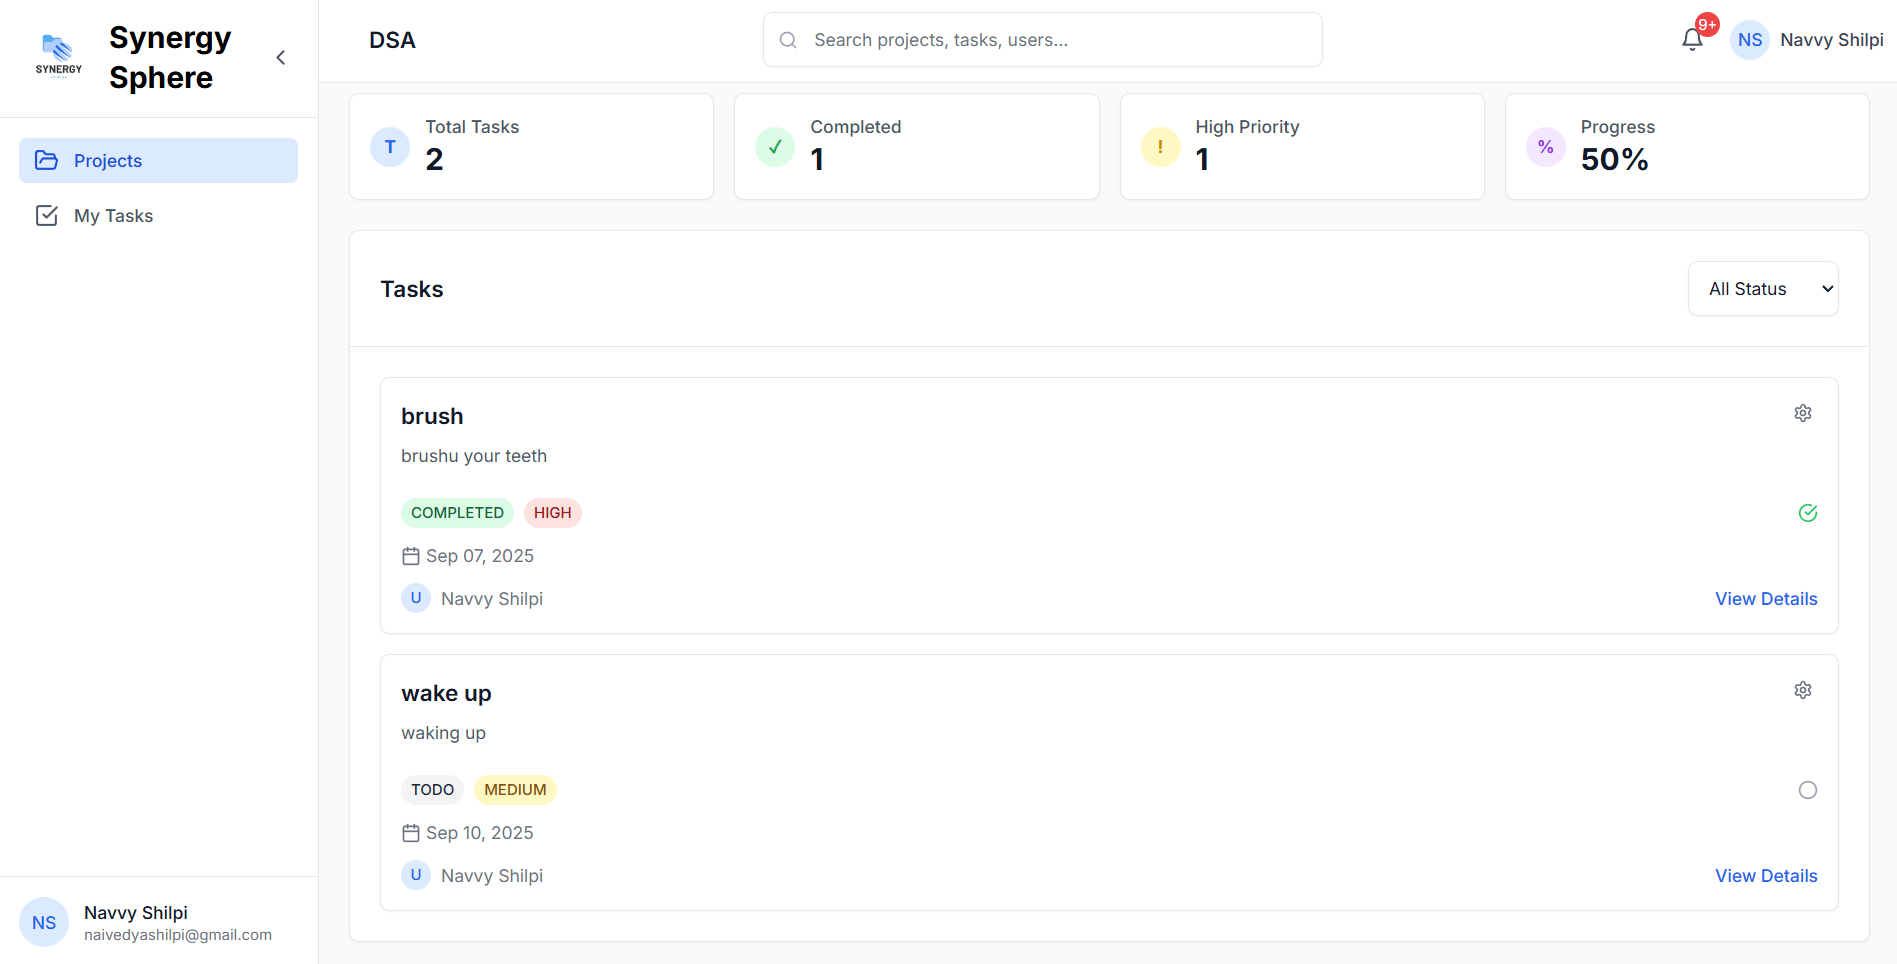 SYNERGY
Synergy
Sphere
Projects
My Tasks
NS
Navvy Shilpi
naivedyashilpi@gmail.com
DSA
Search projects, tasks, users...
9+
NS
Navvy Shilpi
T
Total Tasks
2
✓
Completed
1
!
High Priority
1
%
Progress
50%
Tasks
All Status
brush
brushu your teeth
COMPLETED HIGH
Sep 07, 2025
U Navvy Shilpi
View Details
wake up
waking up
TODO MEDIUM
Sep 10, 2025
U Navvy Shilpi
View Details